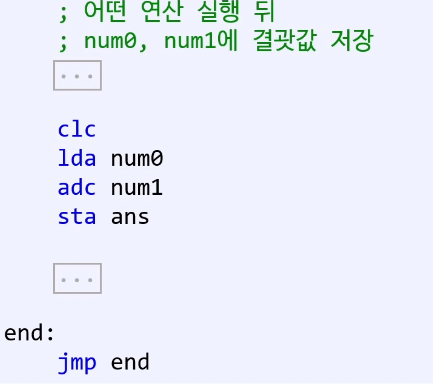 ; 어떤 연산 실행 뒤
; num0, num1에 결괏값 저장
...
clc
lda num0
adc num1
sta ans
...
end:
jmp end